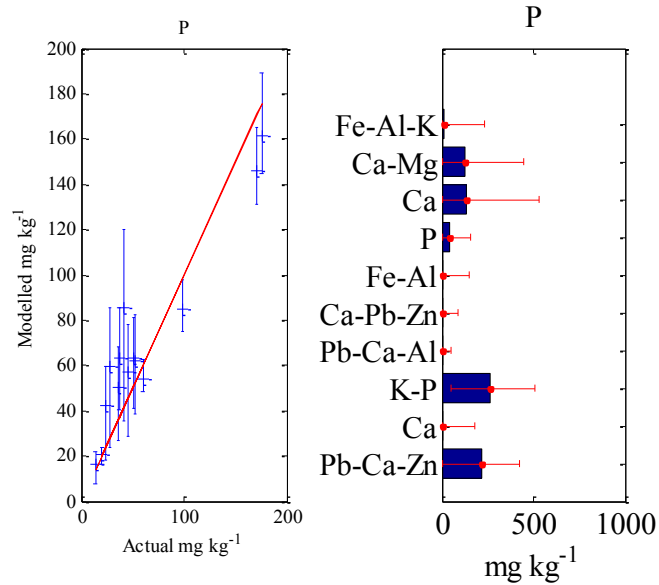 P
Modelled mg kg-1
200
180
160
140
120
100
80
60
40
20
0
0 100 200
Actual mg kg-1
P
Fe-Al-K
Ca-Mg
Ca
P
Fe-Al
Ca-Pb-Zn
Pb-Ca-Al
K-P
Ca
Pb-Ca-Zn
0 500 1000
mg kg-1